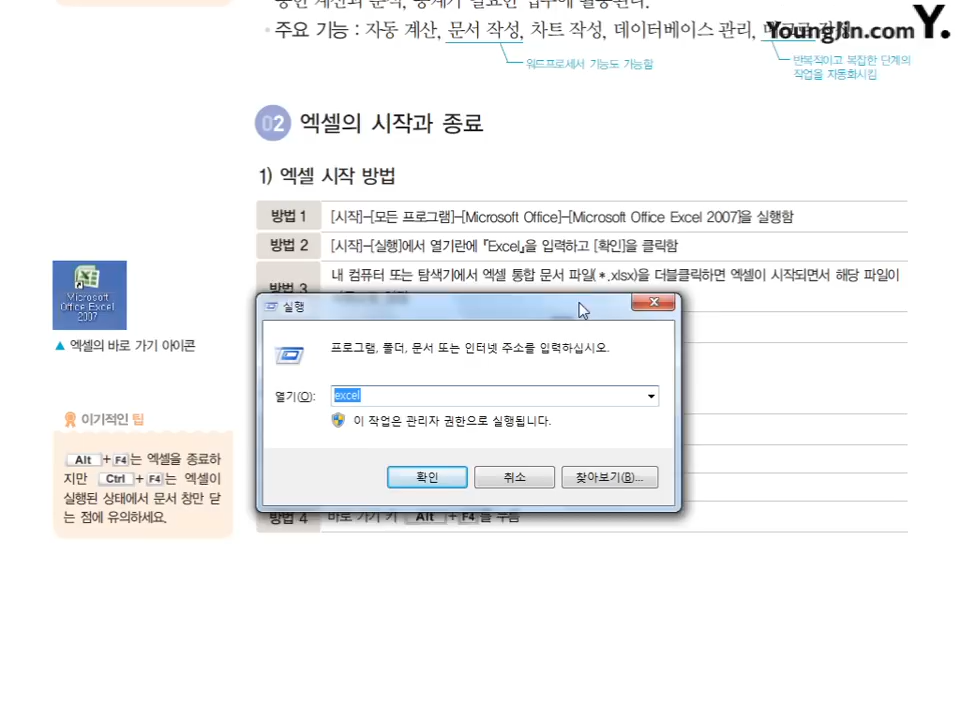 • 주요 기능 : 자동 계산, 문서 작성, 차트 작성, 데이터베이스 관리,
YoungJin.com Y.
워드프로세서 기능도 가능함
반복적이고 복잡한 단계의
작업을 자동화시킴
02 엑셀의 시작과 종료
1) 엑셀 시작 방법
방법 1 [시작]-[모든 프로그램]-[Microsoft Office]-[Microsoft Office Excel 2007]을 실행함
방법 2 [시작]-[실행]에서 열기란에 『Excel』을 입력하고 [확인]을 클릭함
방법 3 내 컴퓨터 또는 탐색기에서 엑셀 통합 문서 파일(*.xlsx)을 더블클릭하면 엑셀이 시작되면서 해당 파일이
Microsoft
Office Excel
2007
▲ 엑셀의 바로 가기 아이콘
실행
프로그램, 폴더, 문서 또는 인터넷 주소를 입력하십시오.
열기(O): excel
이 작업은 관리자 권한으로 실행됩니다.
확인 취소 찾아보기(B)...
이기적인 팁
Alt + F4는 엑셀을 종료하
지만 Ctrl + F4는 엑셀이
실행된 상태에서 문서 창만 닫
는 점에 유의하세요.
방법 4 바로 가기 키 Alt + F4를 누름